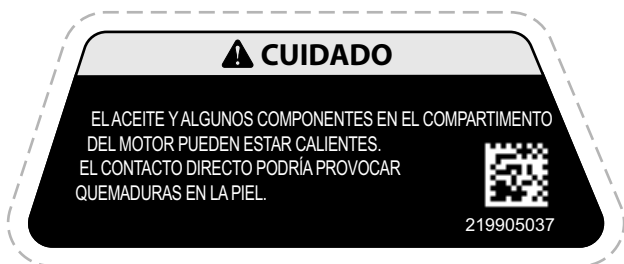 CUIDADO
EL ACEITE Y ALGUNOS COMPONENTES EN EL COMPARTIMENTO
DEL MOTOR PUEDEN ESTAR CALIENTES.
EL CONTACTO DIRECTO PODRÍA PROVOCAR
QUEMADURAS EN LA PIEL.
219905037